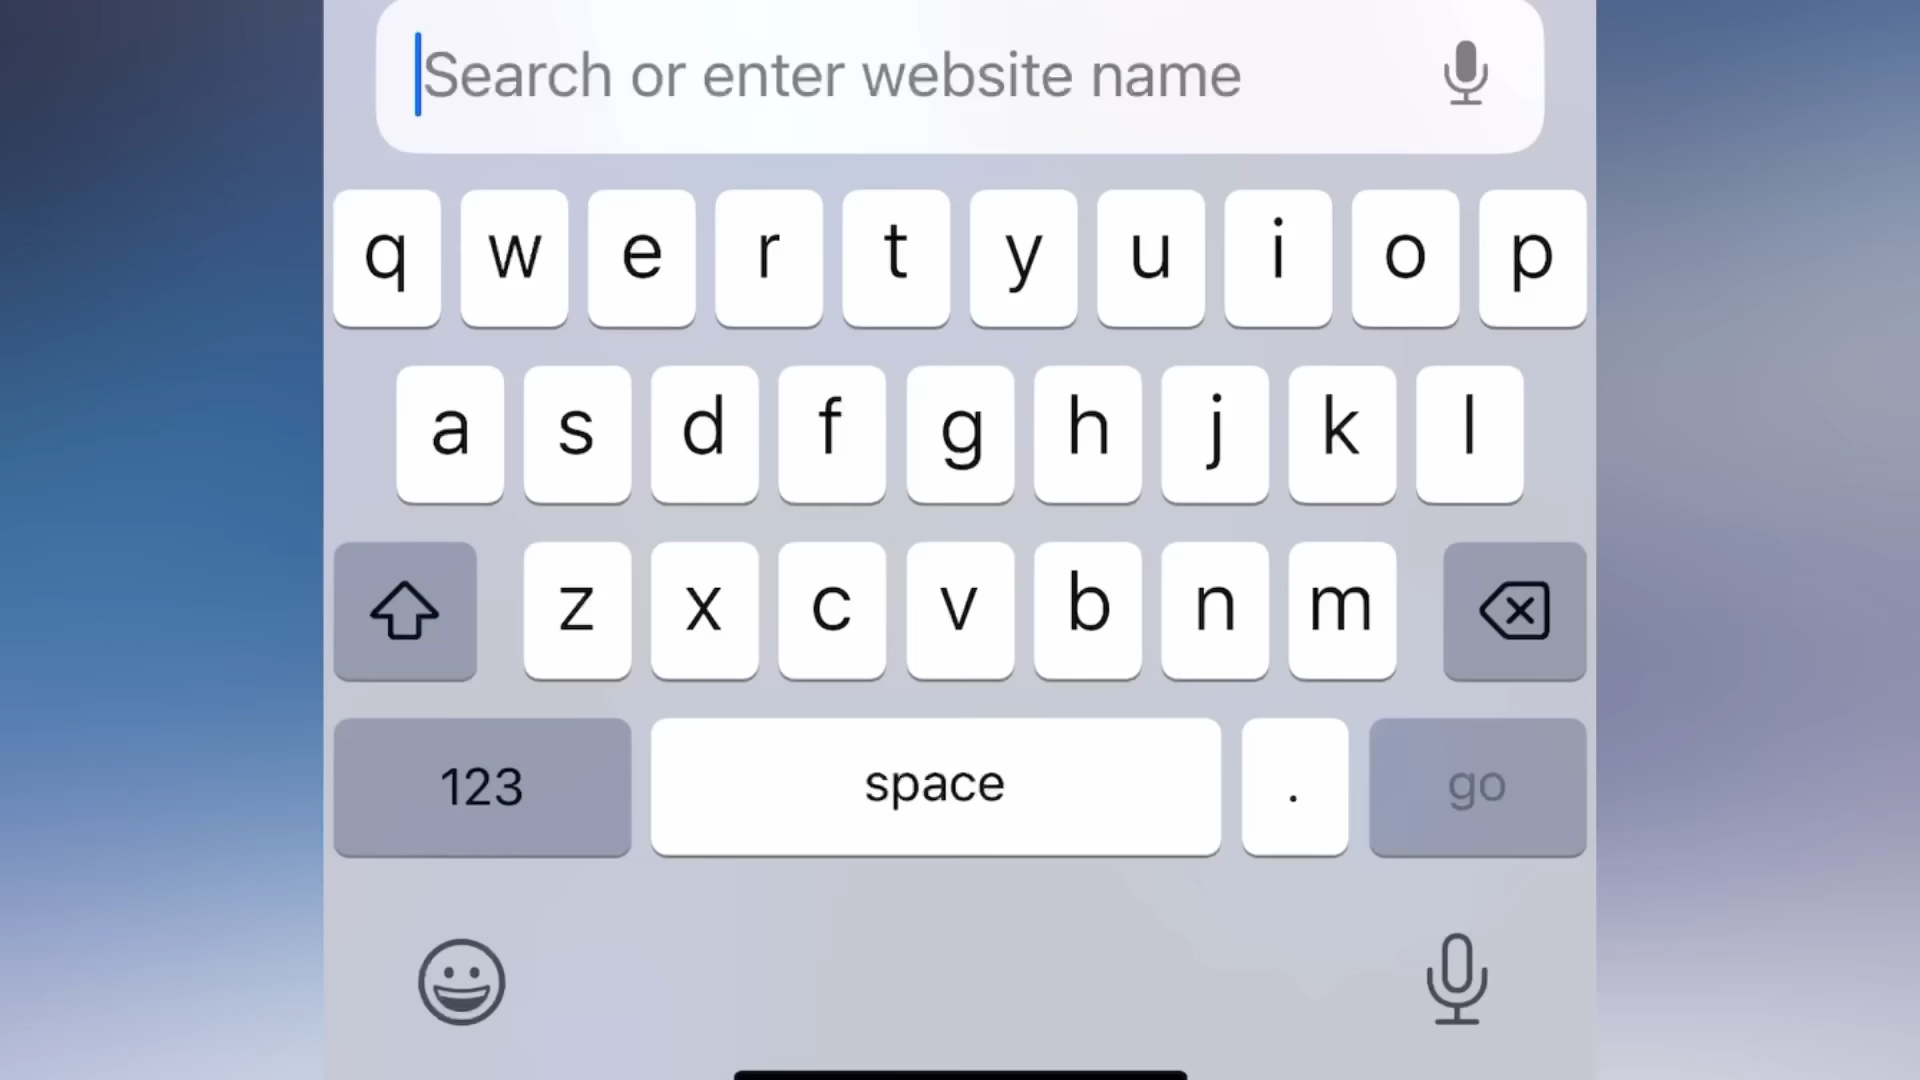 Search or enter website name
q w e r t y u i o p
a s d f g h j k l
z x c v b n m
123 space . go